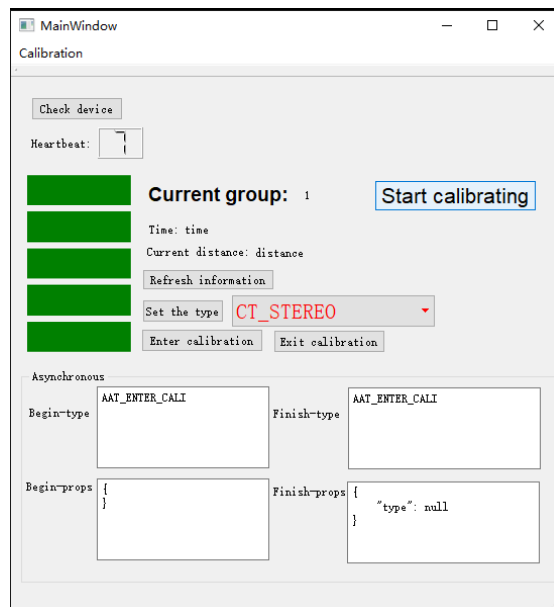 MainWindow
Calibration
Check device
Heartbeat: 7
Current group: 1
Start calibrating
Time: time
Current distance: distance
Refresh information
Set the type CT_STEREO
Enter calibration Exit calibration
Asynchronous
Begin-type AAT_ENTER_CALI
Finish-type AAT_ENTER_CALI
Begin-props {
}
Finish-props {
"type": null
}